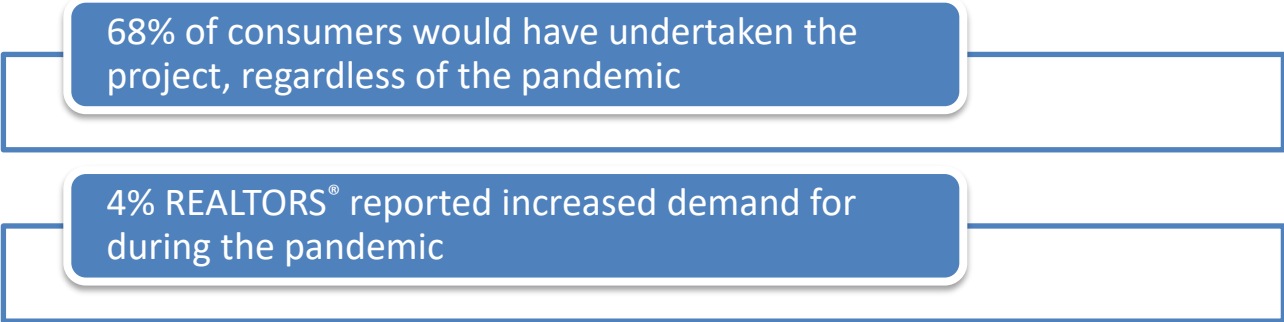 68% of consumers would have undertaken the
project, regardless of the pandemic
4% REALTORS® reported increased demand for
during the pandemic